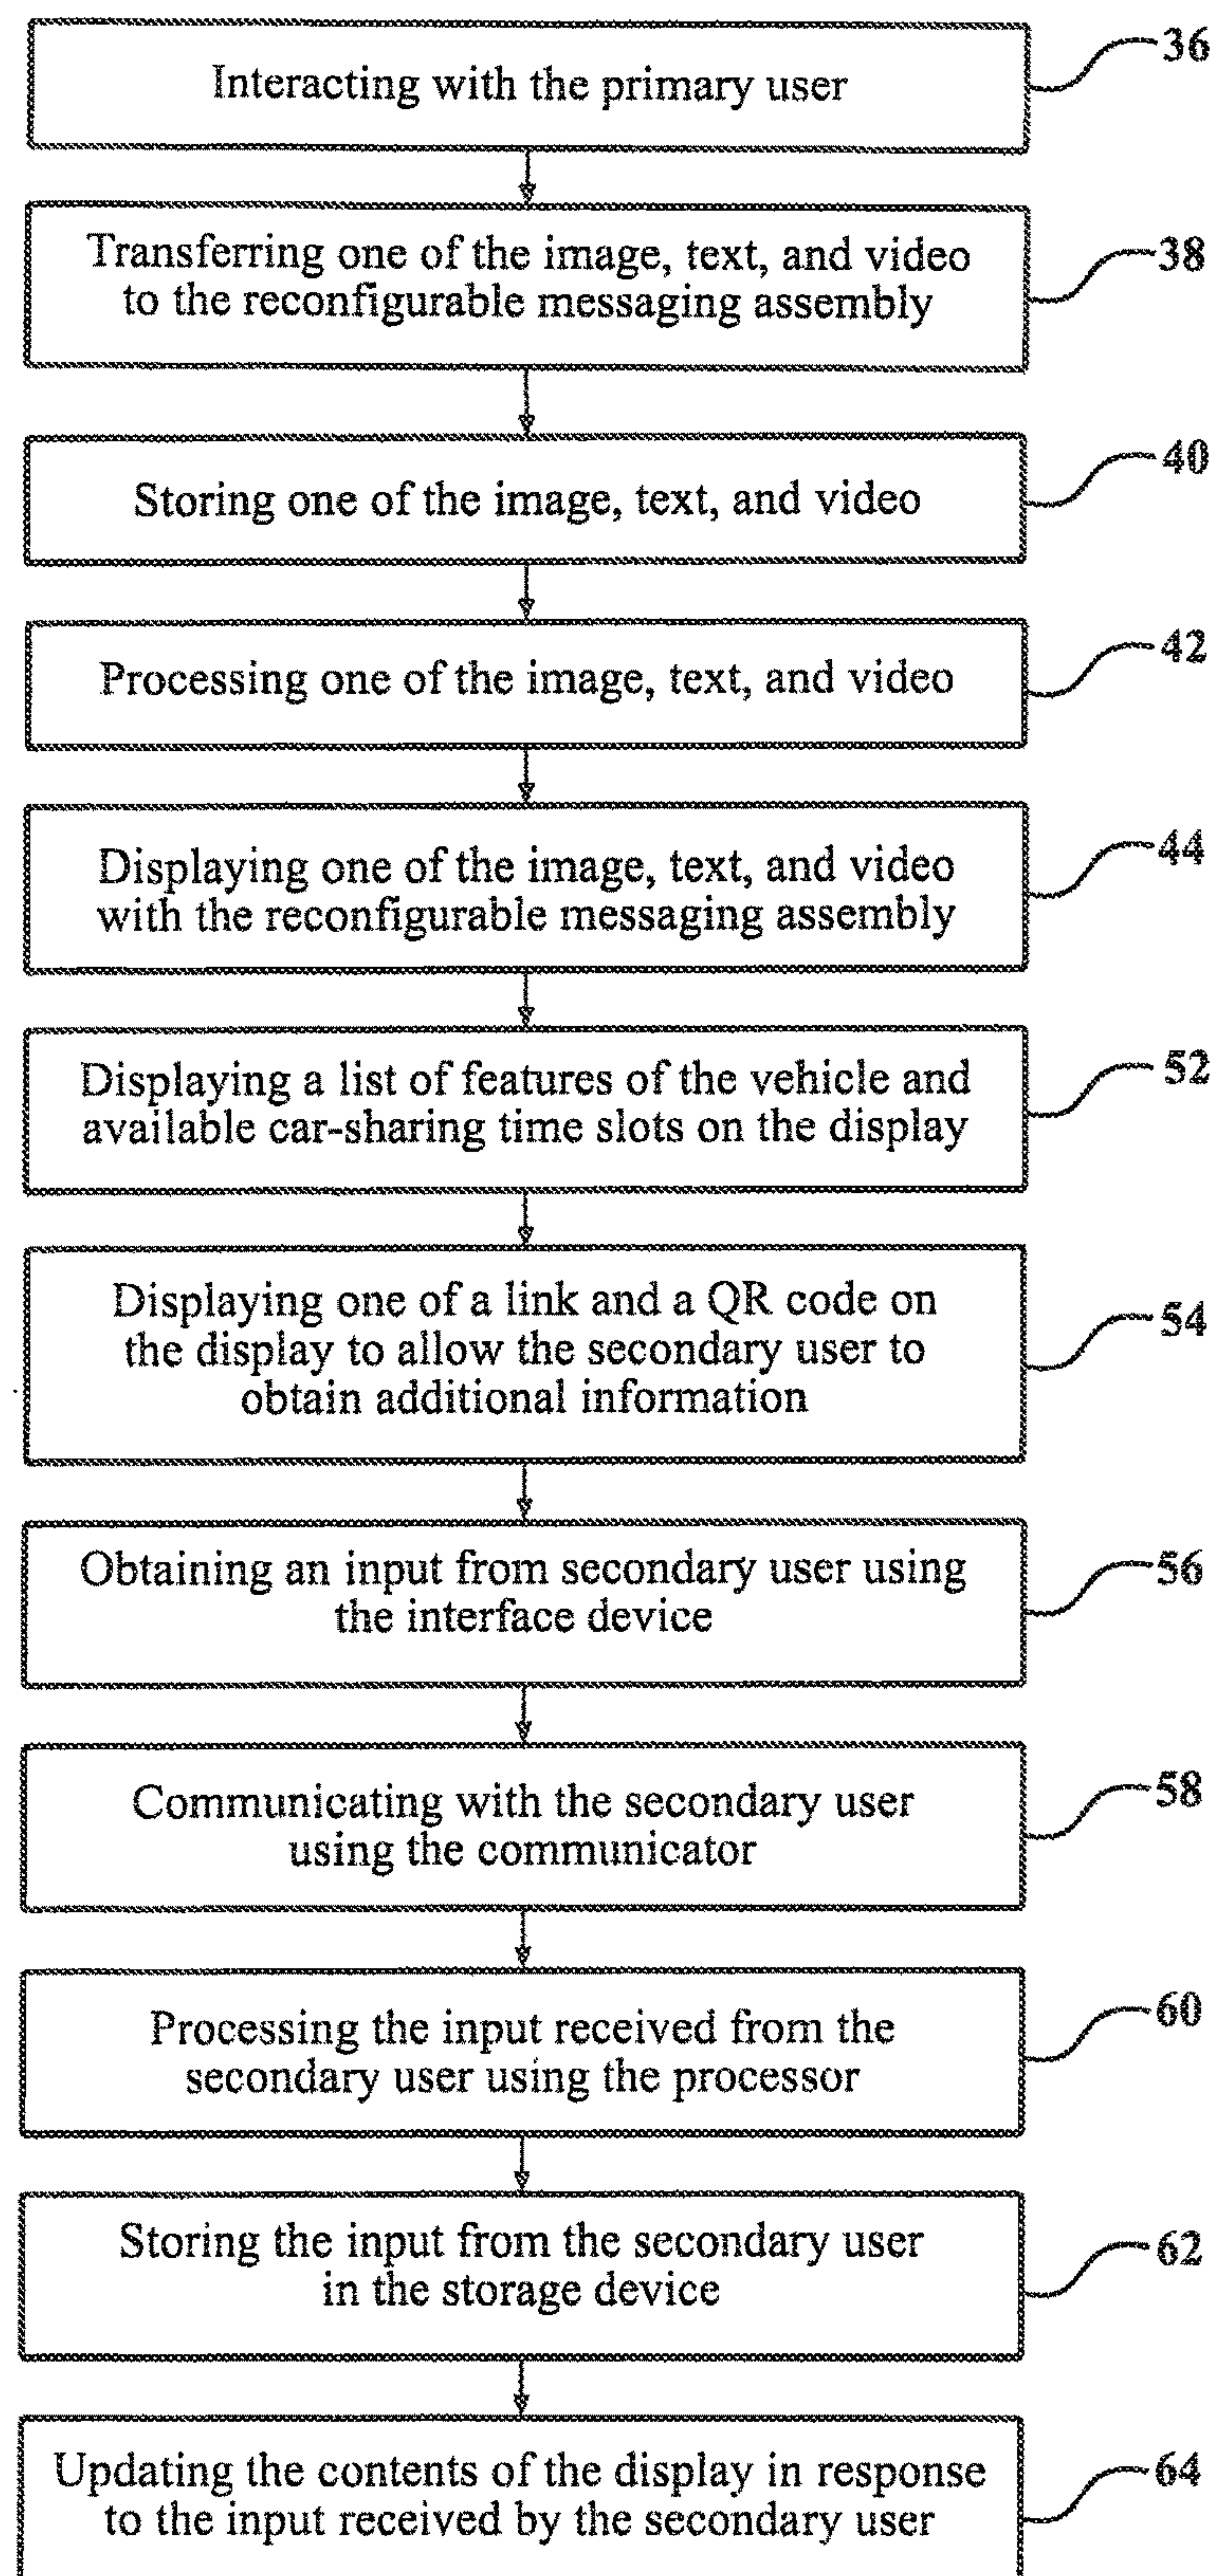 Interacting with the primary user
36
Transferring one of the image, text, and video
to the reconfigurable messaging assembly
38
Storing one of the image, text, and video
40
Processing one of the image, text, and video
42
Displaying one of the image, text, and video
with the reconfigurable messaging assembly
44
Displaying a list of features of the vehicle and
available car-sharing time slots on the display
52
Displaying one of a link and a QR code on
the display to allow the secondary user to
obtain additional information
54
Obtaining an input from secondary user using
the interface device
56
Communicating with the secondary user
using the communicator
58
Processing the input received from the
secondary user using the processor
60
Storing the input from the secondary user
in the storage device
62
Updating the contents of the display in response
to the input received by the secondary user
64